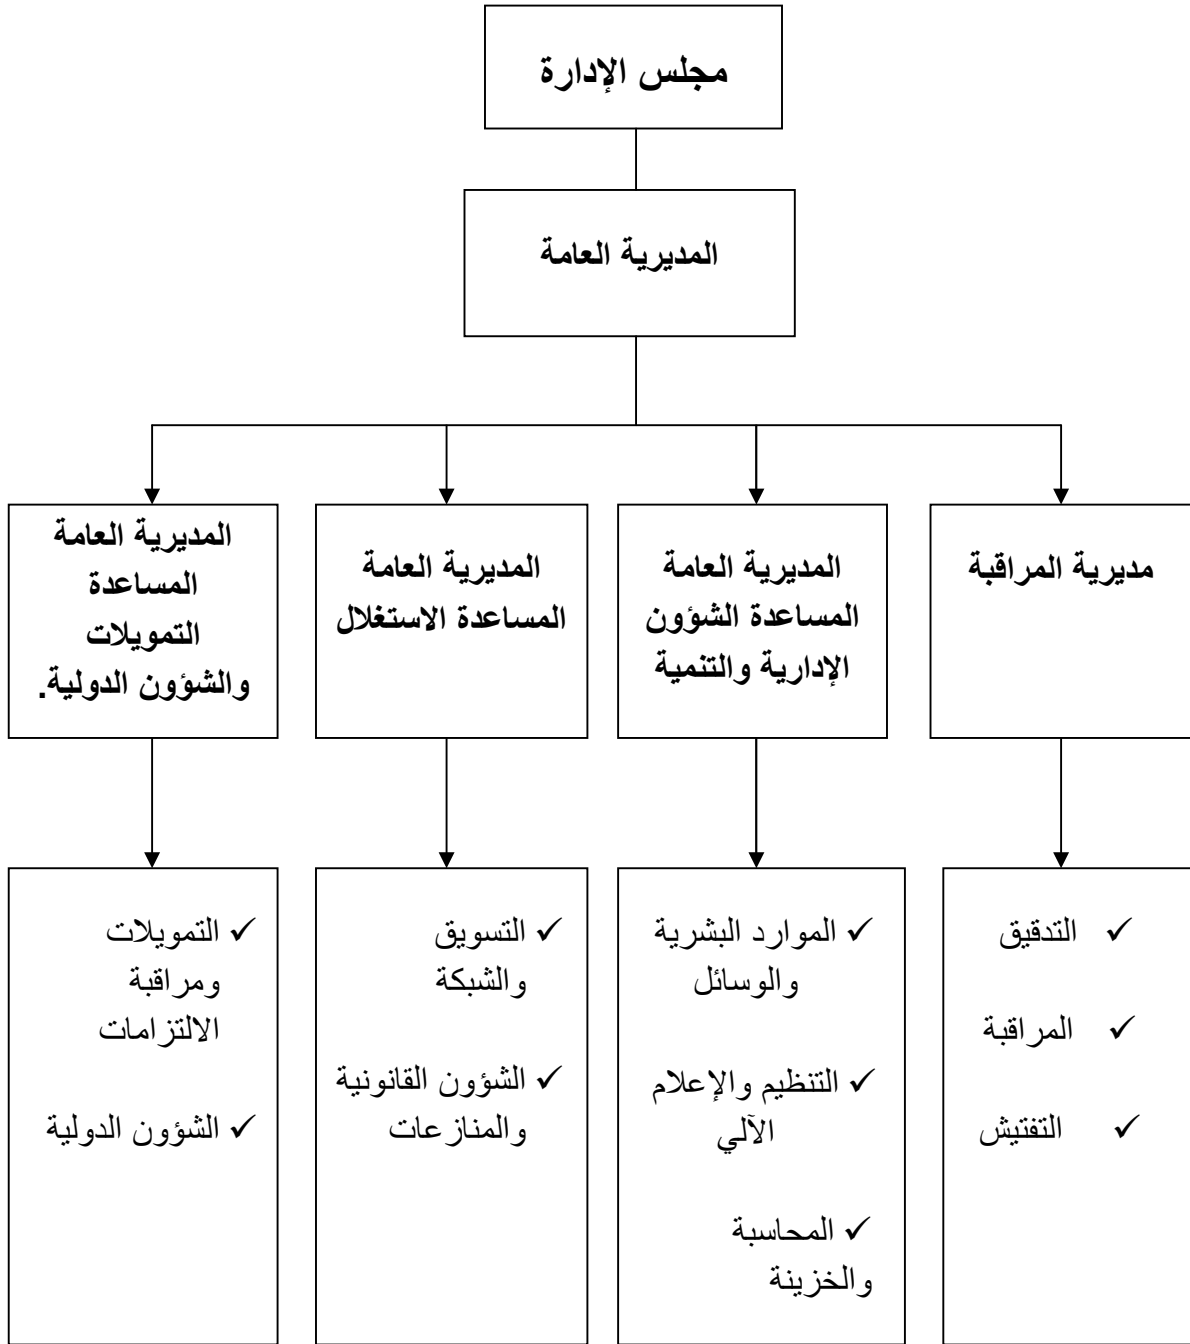 مجلس الإدارة
المديرية العامة
مديرية المراقبة
المديرية العامة
المساعدة الشؤون
الإدارية والتنمية
المديرية العامة
المساعدة الاستغلال
المديرية العامة
المساعدة
التمويلات
والشؤون الدولية.
✓ التدقيق
✓ المراقبة
✓ التفتيش
✓ الموارد البشرية
والوسائل
✓ التنظيم والإعلام
الآلي
✓ المحاسبة
والخزينة
✓ التسويق
والشبكة
✓ الشؤون القانونية
والمنازعات
✓ التمويلات
ومراقبة
الالتزامات
✓ الشؤون الدولية